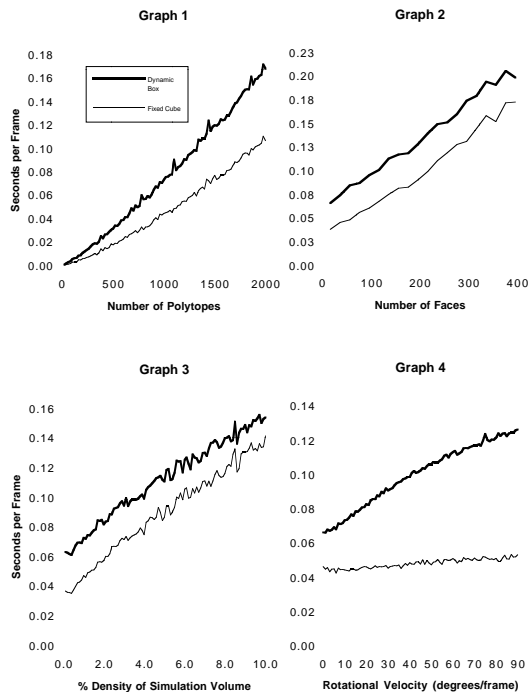 Graph 1
0.18
0.16
0.14
0.12
0.10
0.08
0.06
0.04
0.02
0.00
Seconds per Frame
Dynamic
Box
Fixed Cube
0 500 1000 1500 2000
Number of Polytopes
Graph 2
0.23
0.20
0.18
0.15
0.13
0.10
0.08
0.05
0.03
0.00
0 100 200 300 400
Number of Faces
Graph 3
0.16
0.14
0.12
0.10
0.08
0.06
0.04
0.02
0.00
Seconds per Frame
0.0 2.0 4.0 6.0 8.0 10.0
% Density of Simulation Volume
Graph 4
0.14
0.12
0.10
0.08
0.06
0.04
0.02
0.00
0 10 20 30 40 50 60 70 80 90
Rotational Velocity (degrees/frame)